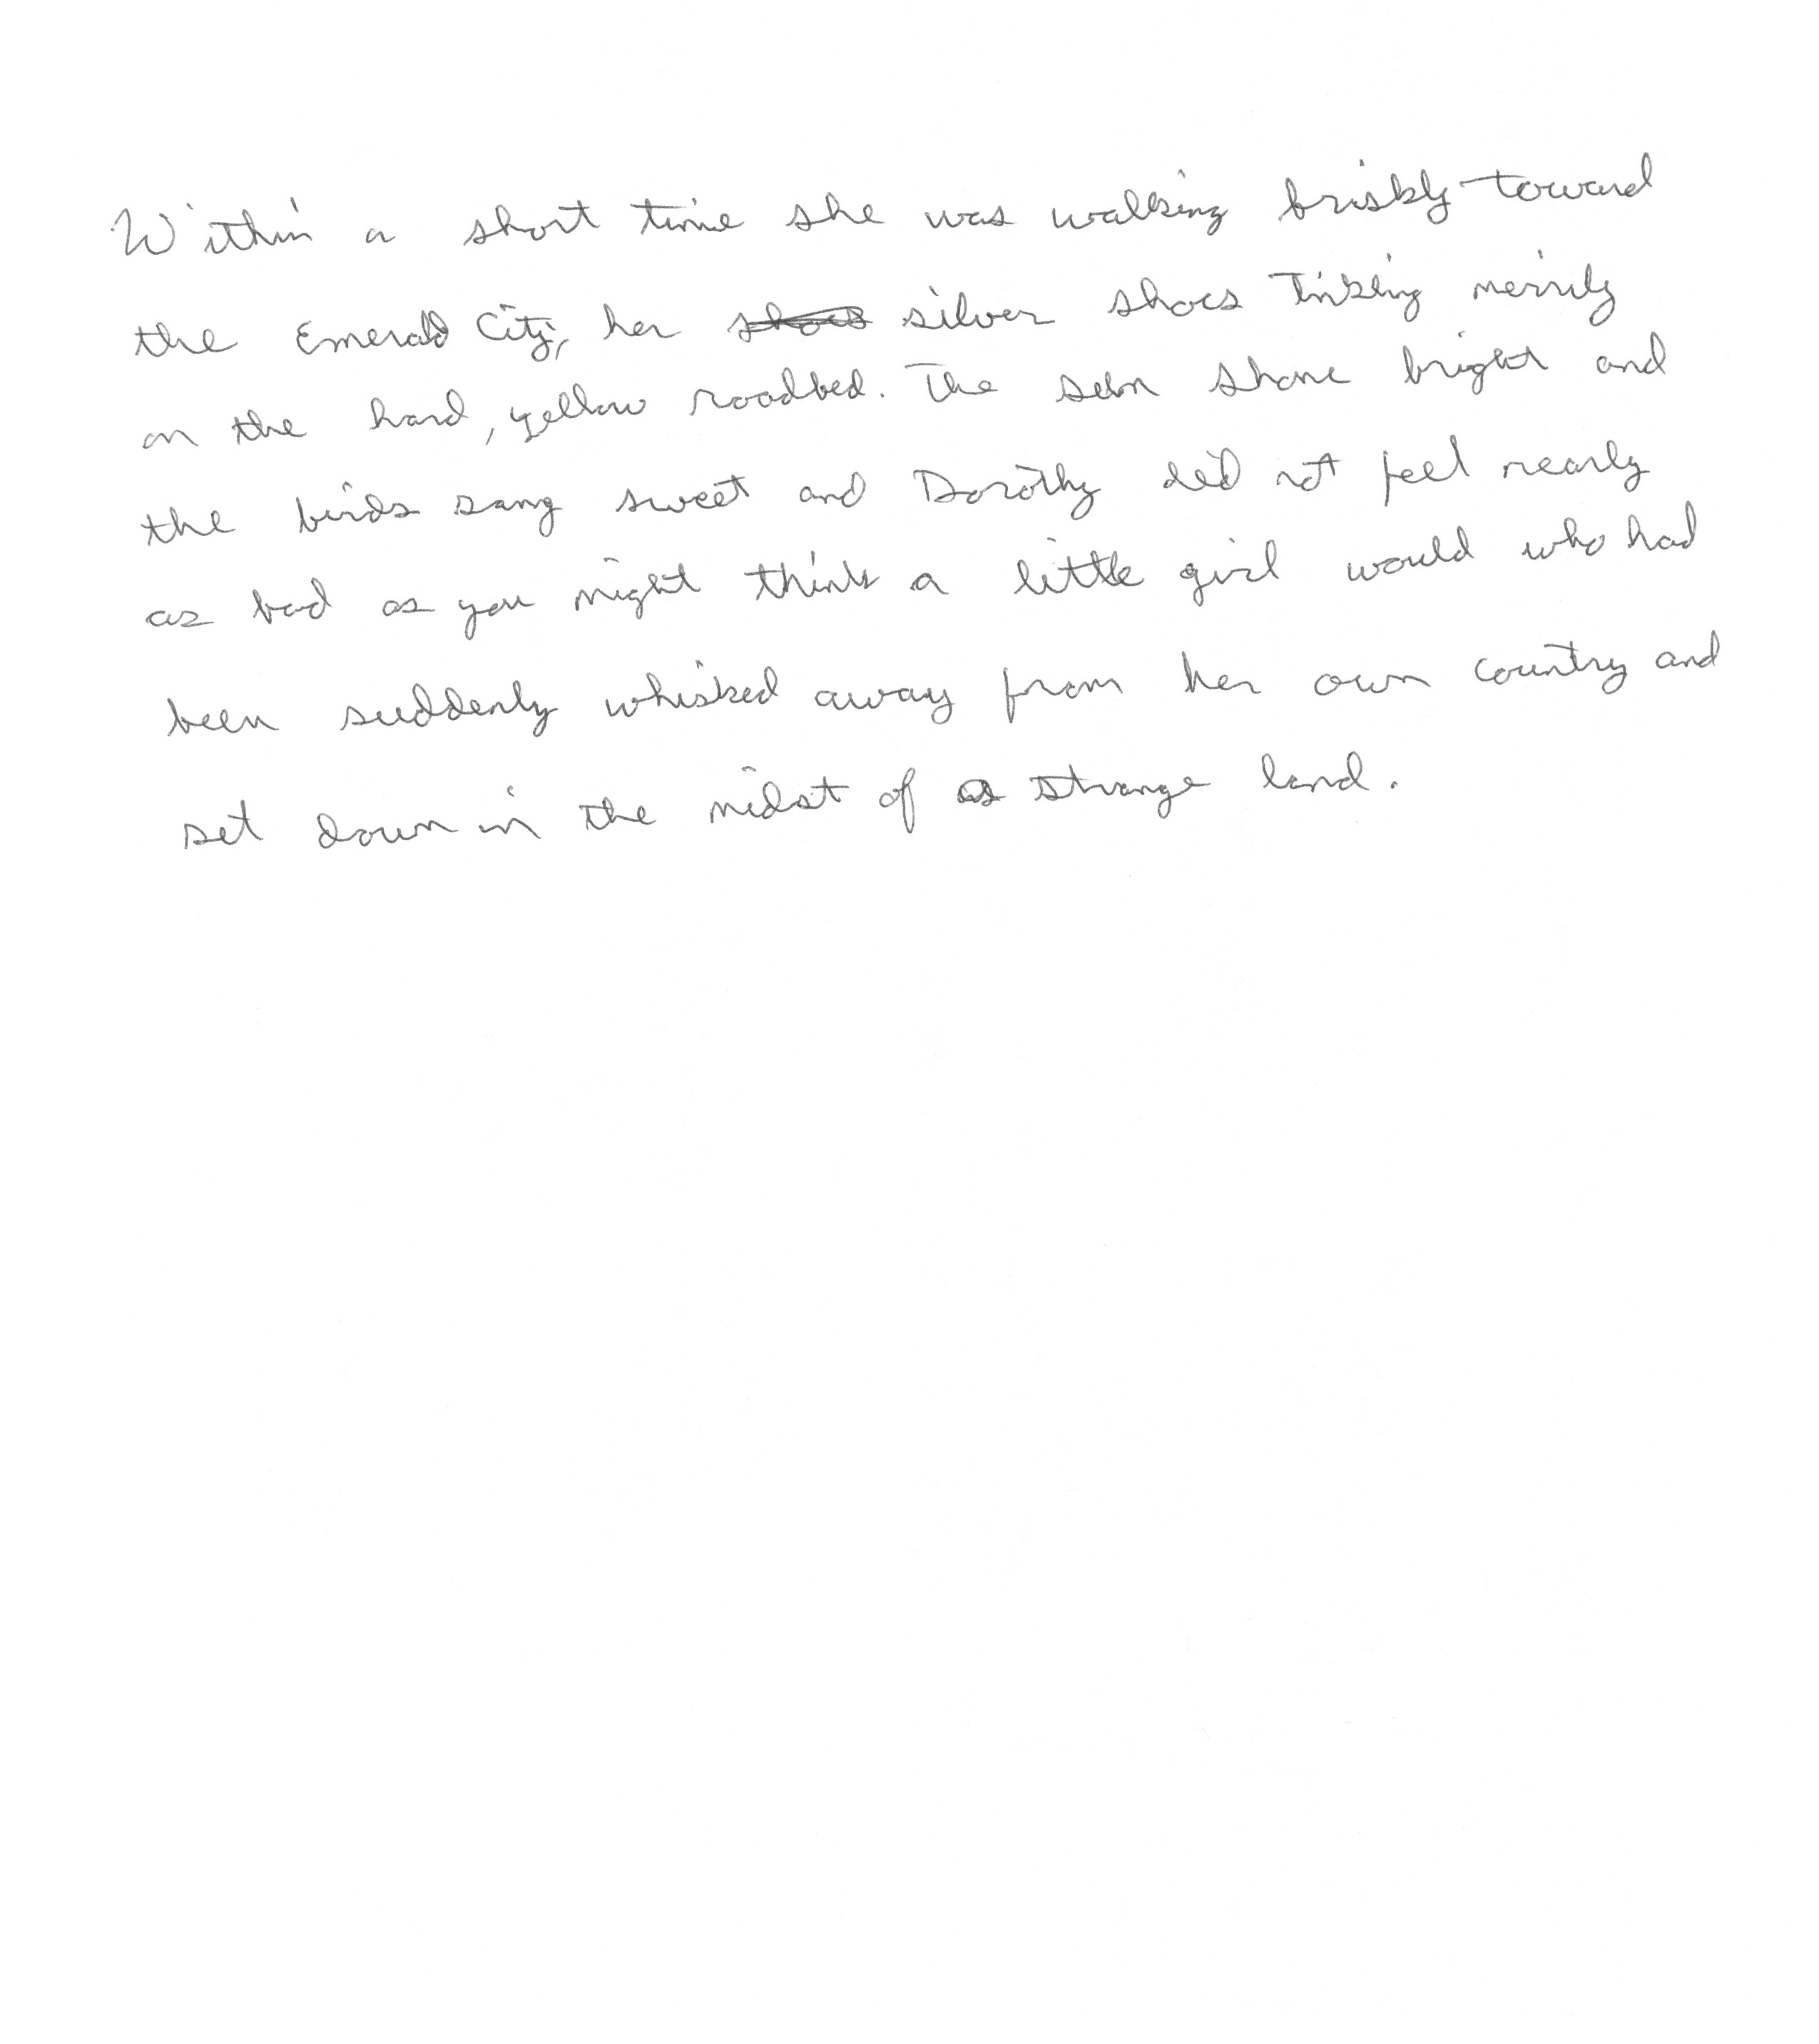 Within a short time she was walking briskly toward
the Emerald City, her shoes silver shoes Tinkling merrily
on the hard, yellow roadbed. The sun shone bright and
the birds sang sweet and Dorothy did not feel nearly
as bad as you might think a little girl would who had
been suddenly whisked away from her own country and
set down in the midst of a strange land.